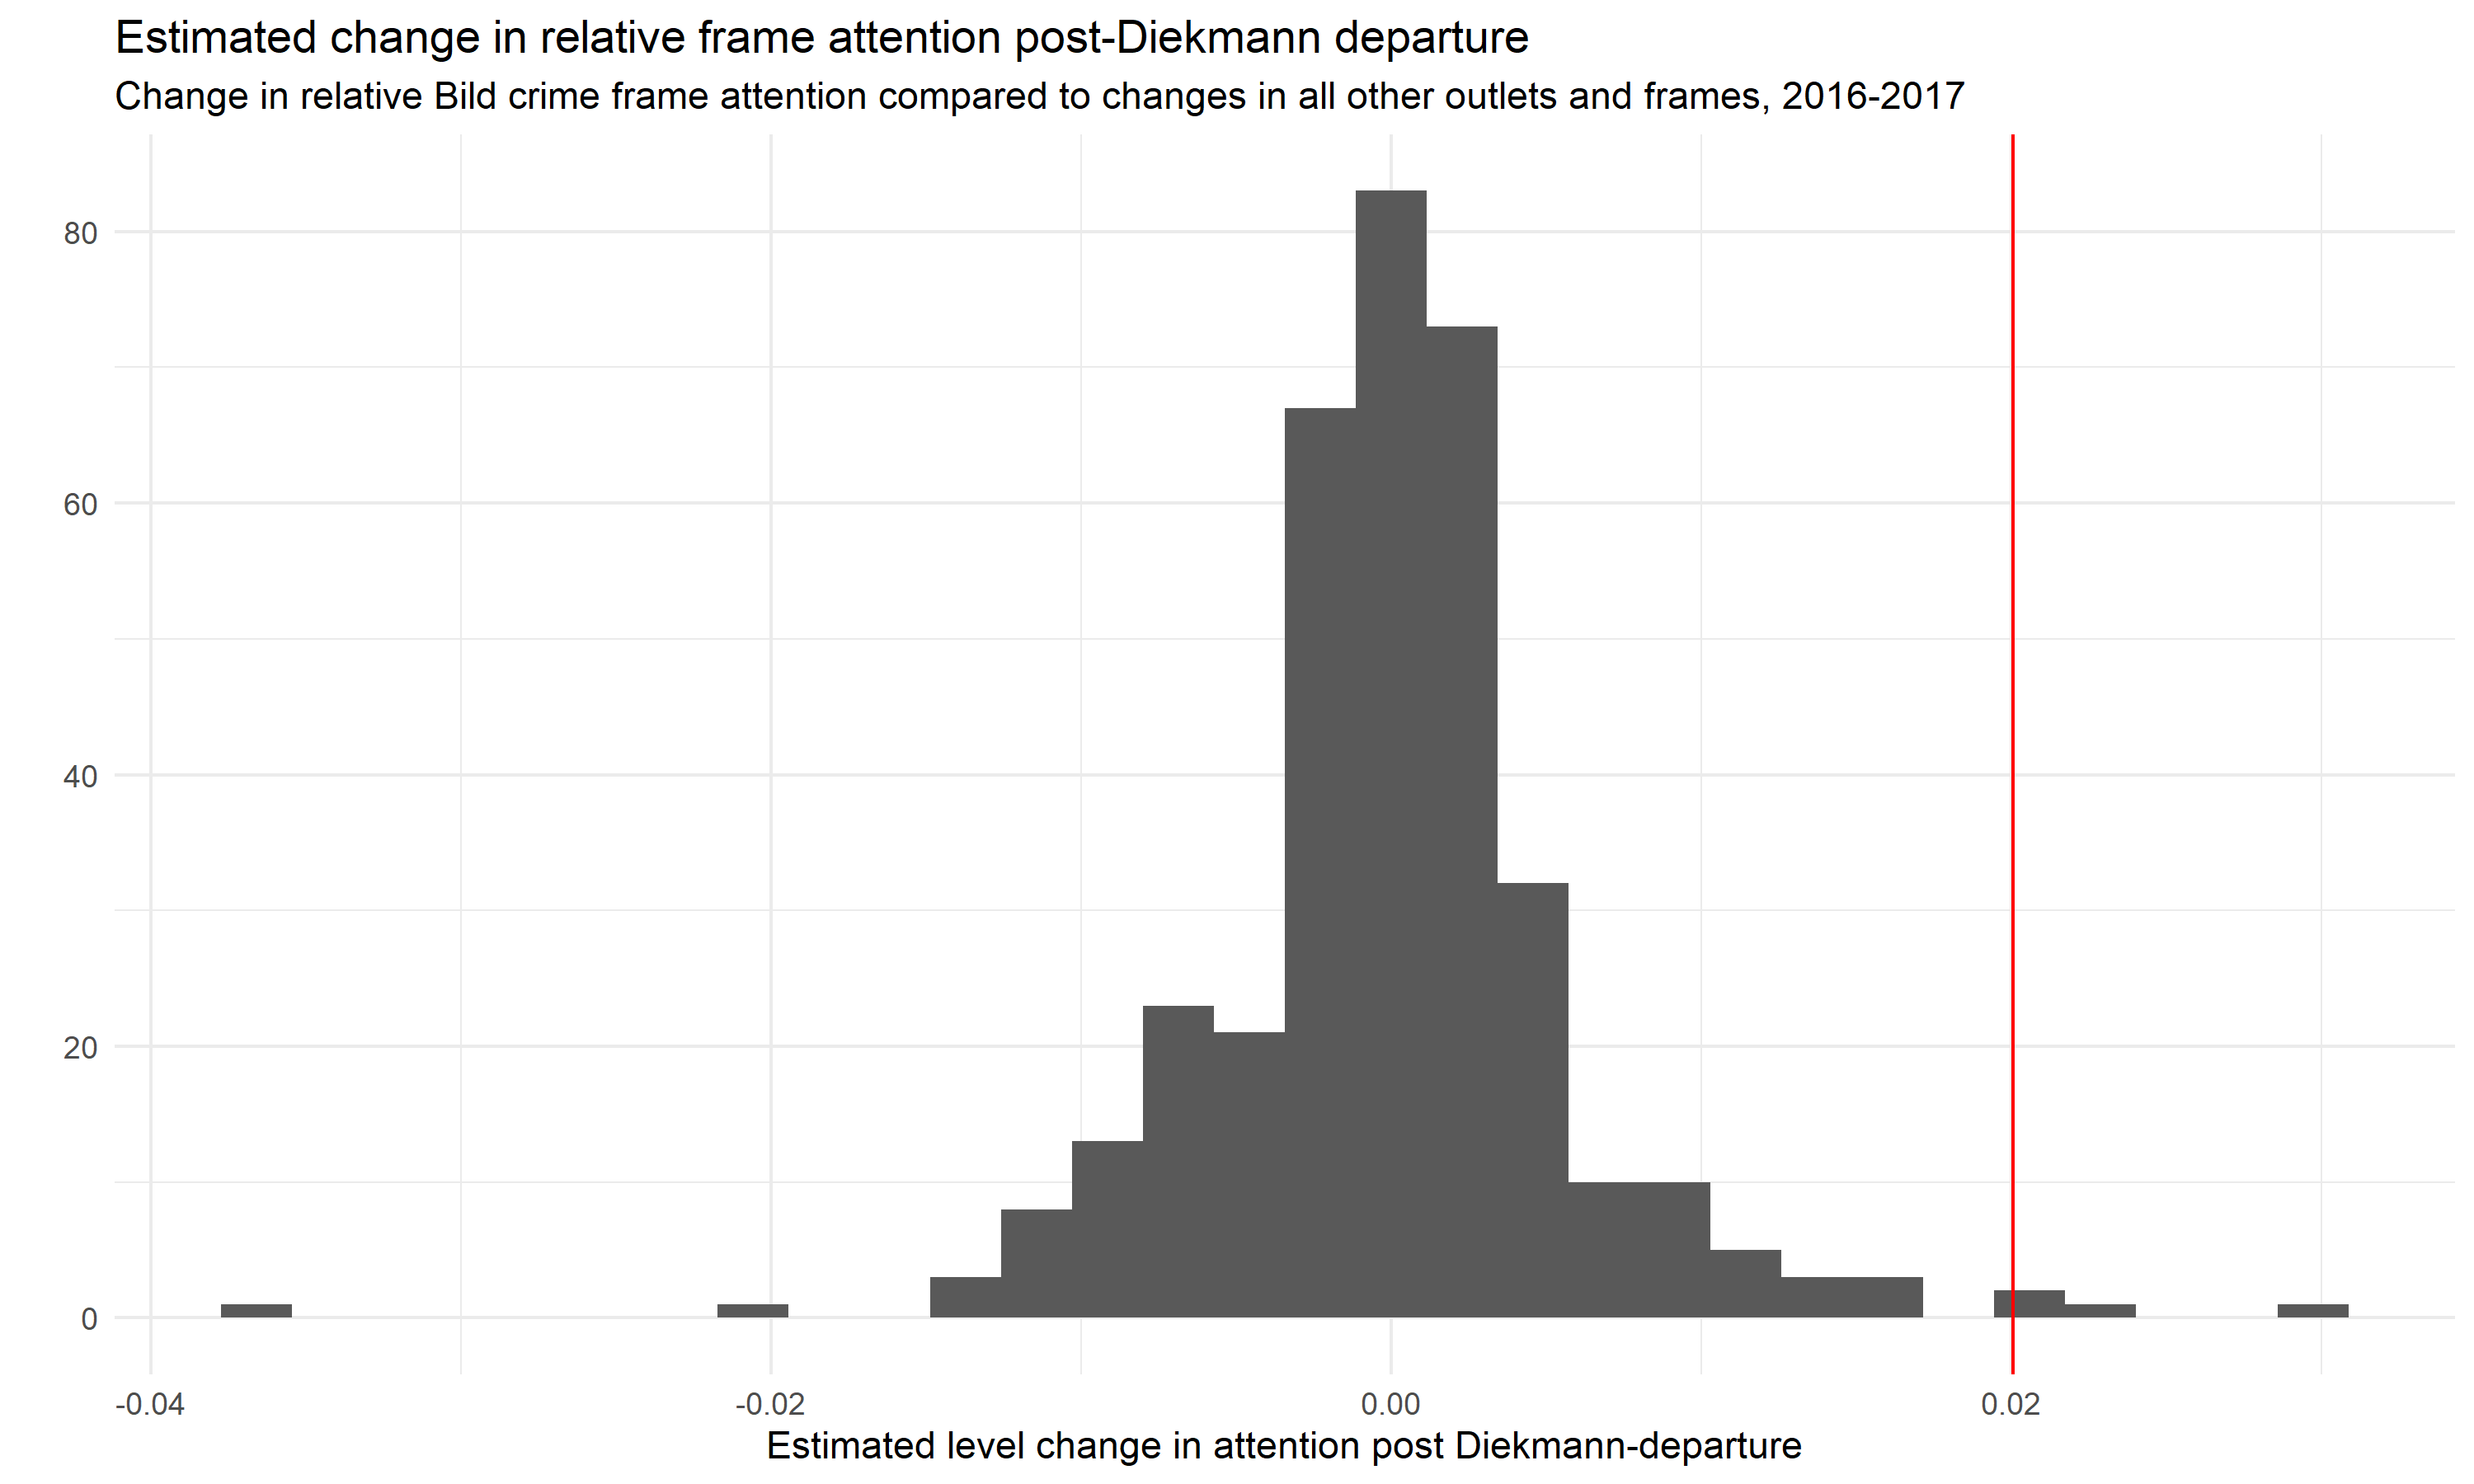 Estimated change in relative frame attention post-Diekmann departure
Change in relative Bild crime frame attention compared to changes in all other outlets and frames, 2016-2017
80
60
40
20
0
-0.04 -0.02 0.00 0.02
Estimated level change in attention post Diekmann-departure